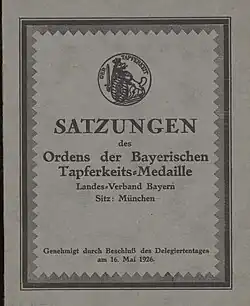 TAPFERKEIT
SATZUNGEN
des
Ordens der Bayerischen
Tapferkeits-Medaille
Landes-Verband Bayern
Sitz: München
Genehmigt durch Beschluß des Delegiertentages
am 16. Mai 1926.